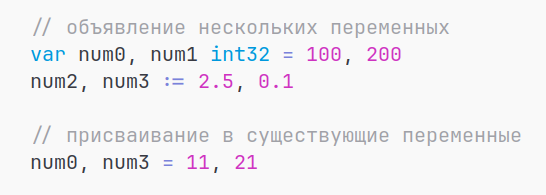 // объявление нескольких переменных
var num0, num1 int32 = 100, 200
num2, num3 := 2.5, 0.1
// присваивание в существующие переменные
num0, num3 = 11, 21